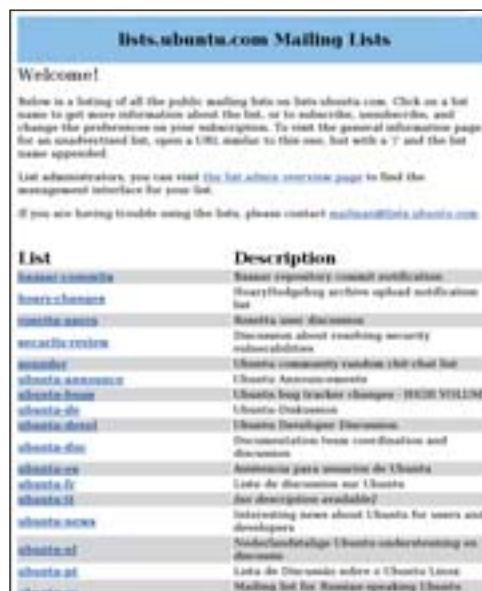 lists.ubuntu.com Mailing Lists
Welcome!
Below is a listing of all the public mailing lists on lists.ubuntu.com. Click on a list
name to get more information about the list, or to subscribe, unsubscribe, and
change the preferences on your subscription. To visit the general information page
for an unadvertised list, open a URL similar to this one, but with a '/' and the list
name appended.
List administrators, you can visit the list admin overview page to find the
management interface for your list.
If you are having trouble using the lists, please contact mailman@lists.ubuntu.com
List Description
bazaar-commits Bazaar repository commit notification
hoary-changes HoaryHedgehog archive upload notification
list
rosetta-users Rosetta user discussion
security-review Discussion about resolving security
vulnerabilities
sounder Ubuntu community random chit-chat list
ubuntu-announce Ubuntu Announcements
ubuntu-bugs Ubuntu bug tracker changes - HIGH VOLUM
ubuntu-de Ubuntu-Diskussion
ubuntu-devel Ubuntu Developer Discussion
ubuntu-doc Documentation team coordination and
discussion
ubuntu-es Asistencia para usuarios de Ubuntu
ubuntu-fr Liste de discussion sur Ubuntu
ubuntu-it [no description available]
ubuntu-news Interesting news about Ubuntu for users and
developers
ubuntu-nl Nederlandstalige Ubuntu ondersteuning en
discussie
ubuntu-pt Lista de Discussão sobre o Ubuntu Linux
Mailing list for Russian-speaking Ubuntu